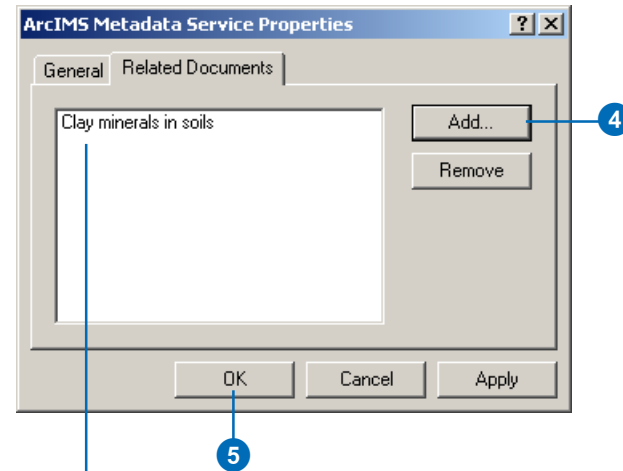 ArcIMS Metadata Service Properties
General Related Documents
Clay minerals in soils
Add...
4
Remove
OK Cancel Apply
5